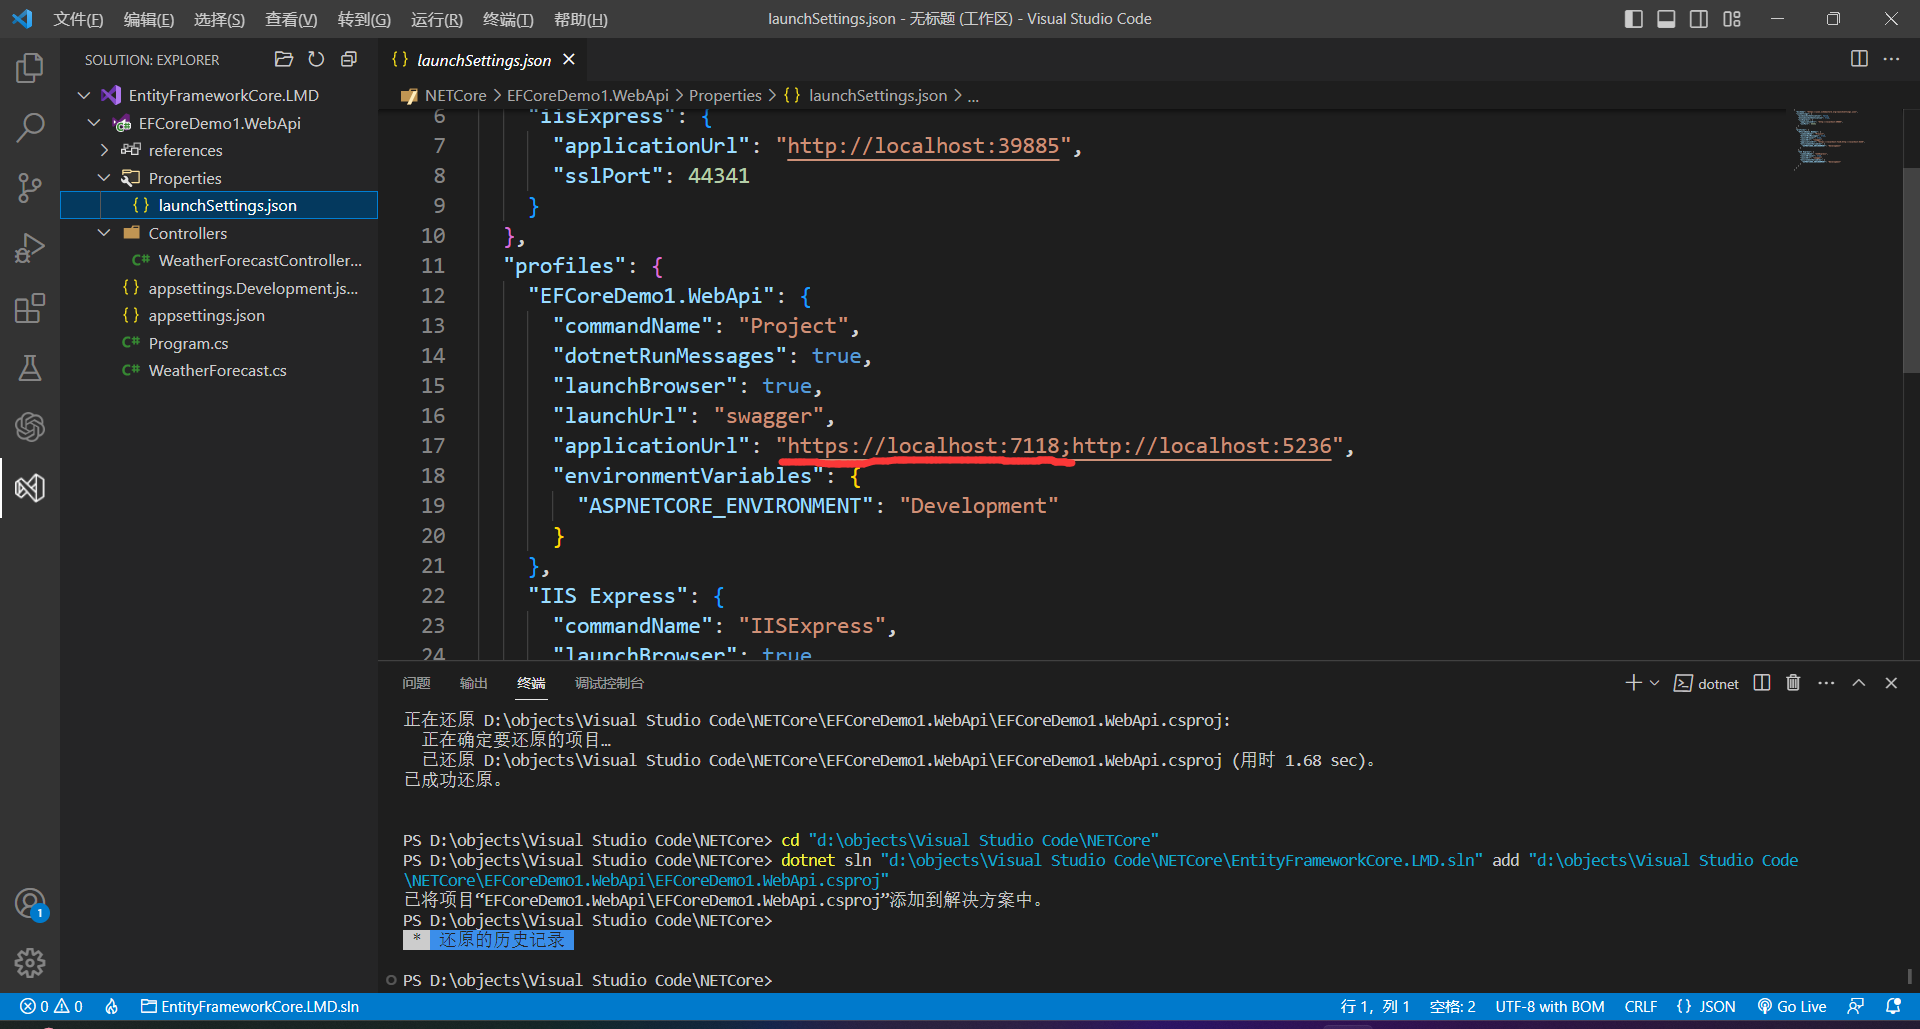 文件(F) 编辑(E) 选择(S) 查看(V) 转到(G) 运行(R) 终端(T) 帮助(H) launchSettings.json - 无标题 (工作区) - Visual Studio Code
SOLUTION: EXPLORER
EntityFrameworkCore.LMD
EFCoreDemo1.WebApi
references
Properties
{} launchSettings.json
Controllers
C# WeatherForecastController...
{} appsettings.Development.js...
{} appsettings.json
C# Program.cs
C# WeatherForecast.cs
{} launchSettings.json
NETCore > EFCoreDemo1.WebApi > Properties > {} launchSettings.json > ...
6 "iisExpress": {
7 "applicationUrl": "http://localhost:39885",
8 "sslPort": 44341
9 }
10 },
11 "profiles": {
12 "EFCoreDemo1.WebApi": {
13 "commandName": "Project",
14 "dotnetRunMessages": true,
15 "launchBrowser": true,
16 "launchUrl": "swagger",
17 "applicationUrl": "https://localhost:7118;http://localhost:5236",
18 "environmentVariables": {
19 "ASPNETCORE_ENVIRONMENT": "Development"
20 }
21 },
22 "IIS Express": {
23 "commandName": "IISExpress",
24 "launchBrowser": true
问题 输出 终端 调试控制台 dotnet
正在还原 D:\objects\Visual Studio Code\NETCore\EFCoreDemo1.WebApi\EFCoreDemo1.WebApi.csproj:
正在确定要还原的项目…
已还原 D:\objects\Visual Studio Code\NETCore\EFCoreDemo1.WebApi\EFCoreDemo1.WebApi.csproj (用时 1.68 sec)。
已成功还原。
PS D:\objects\Visual Studio Code\NETCore> cd "d:\objects\Visual Studio Code\NETCore"
PS D:\objects\Visual Studio Code\NETCore> dotnet sln "d:\objects\Visual Studio Code\NETCore\EntityFrameworkCore.LMD.sln" add "d:\objects\Visual Studio Code
\NETCore\EFCoreDemo1.WebApi\EFCoreDemo1.WebApi.csproj"
已将项目“EFCoreDemo1.WebApi\EFCoreDemo1.WebApi.csproj”添加到解决方案中。
PS D:\objects\Visual Studio Code\NETCore>
* 还原的历史记录
PS D:\objects\Visual Studio Code\NETCore>
1
0 0 EntityFrameworkCore.LMD.sln 行 1, 列 1 空格: 2 UTF-8 with BOM CRLF {} JSON Go Live